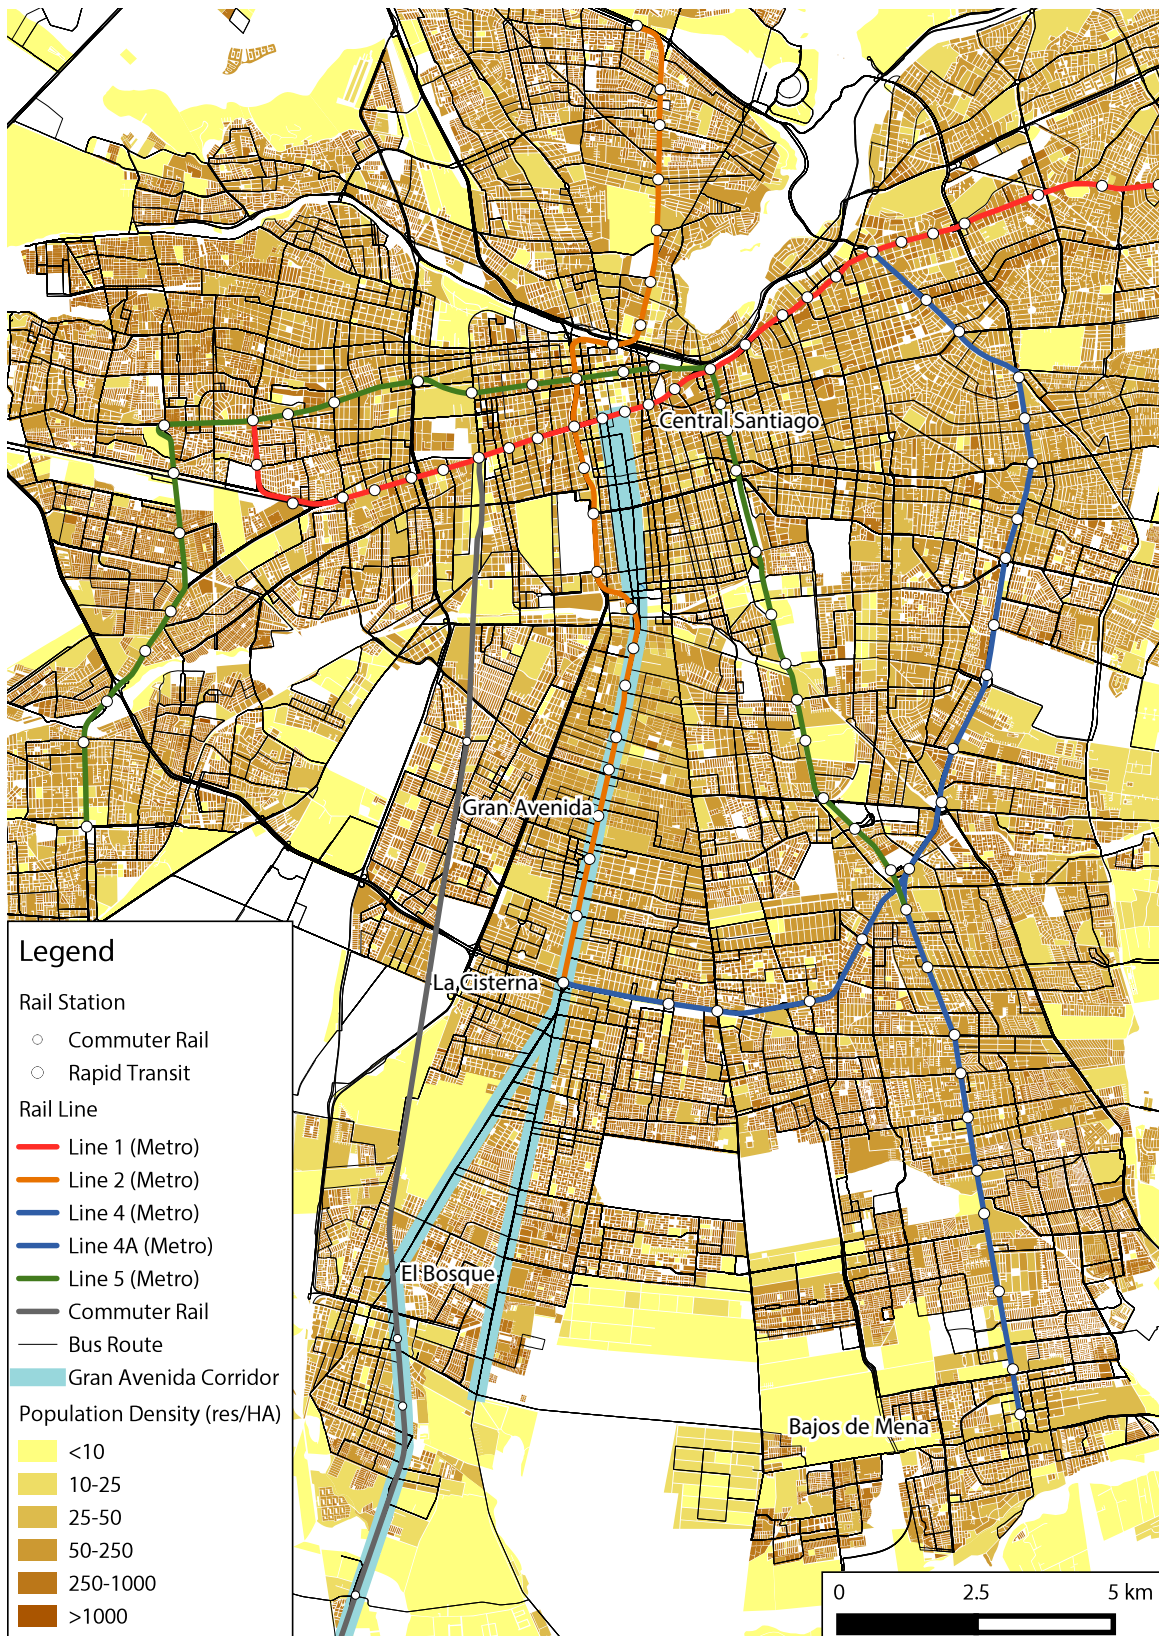 Central Santiago
Gran Avenida
La Cisterna
El Bosque
Bajos de Mena
Legend
Rail Station
Commuter Rail
Rapid Transit
Rail Line
Line 1 (Metro)
Line 2 (Metro)
Line 4 (Metro)
Line 4A (Metro)
Line 5 (Metro)
Commuter Rail
Bus Route
Gran Avenida Corridor
Population Density (res/HA)
<10
10-25
25-50
50-250
250-1000
>1000
0 2.5 5 km